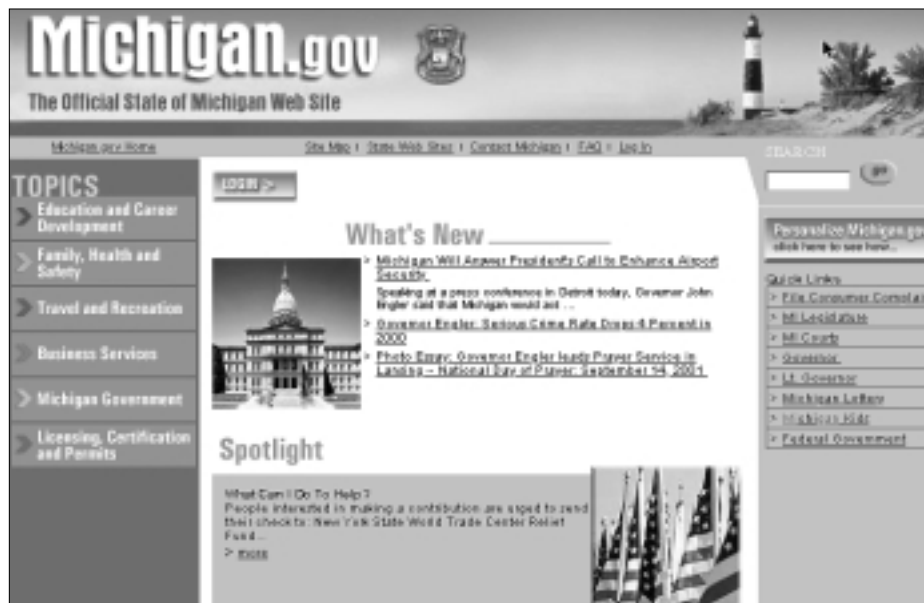 Michigan.gov
The Official State of Michigan Web Site
Michigan.gov Home
Site Map | State Web Sites | Contact Michigan | FAQ | Log In
SEARCH
GO
TOPICS
Education and Career
Development
Family, Health and
Safety
Travel and Recreation
Business Services
Michigan Government
Licensing, Certification
and Permits
LOGIN >
What's New
> Michigan Will Answer President's Call to Enhance Airport
Security
Speaking at a press conference in Detroit today, Governor John
Engler said that Michigan would act ...
> Governor Engler: Serious Crime Rate Drops 4 Percent in
2000
> Photo Essay: Governor Engler leads Prayer Service in
Lansing – National Day of Prayer: September 14, 2001
Spotlight
What Can I Do To Help?
People interested in making a contribution are urged to send
their checks to: New York State World Trade Center Relief
Fund...
> more
Personalize Michigan.gov
click here to see how...
Quick Links
> File Consumer Complai
> MI Legislature
> MI Courts
> Governor
> Lt. Governor
> Michigan Lottery
> Michigan Kids
> Federal Government